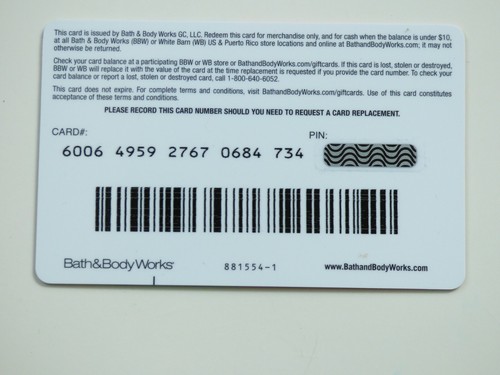 This card is issued by Bath & Body Works GC, LLC. Redeem this card for merchandise only, and for cash when the balance is under $10,
at all Bath & Body Works (BBW) or White Barn (WB) US & Puerto Rico store locations and online at BathandBodyWorks.com; it may not
otherwise be returned.
Check your card balance at a participating BBW or WB store or BathandBodyWorks.com/giftcards. If this card is lost, stolen or destroyed,
BBW or WB will replace it with the value of the card at the time replacement is requested if you provide the card number. To check your
card balance or report a lost, stolen or destroyed card, call 1-800-640-6052.
This card does not expire. For complete terms and conditions, visit BathandBodyWorks.com/giftcards. Use of this card constitutes
acceptance of these terms and conditions.
PLEASE RECORD THIS CARD NUMBER SHOULD YOU NEED TO REQUEST A CARD REPLACEMENT.
CARD#:
PIN:
6006 4959 2767 0684 734
Bath&BodyWorks
881554-1
www.BathandBodyWorks.com